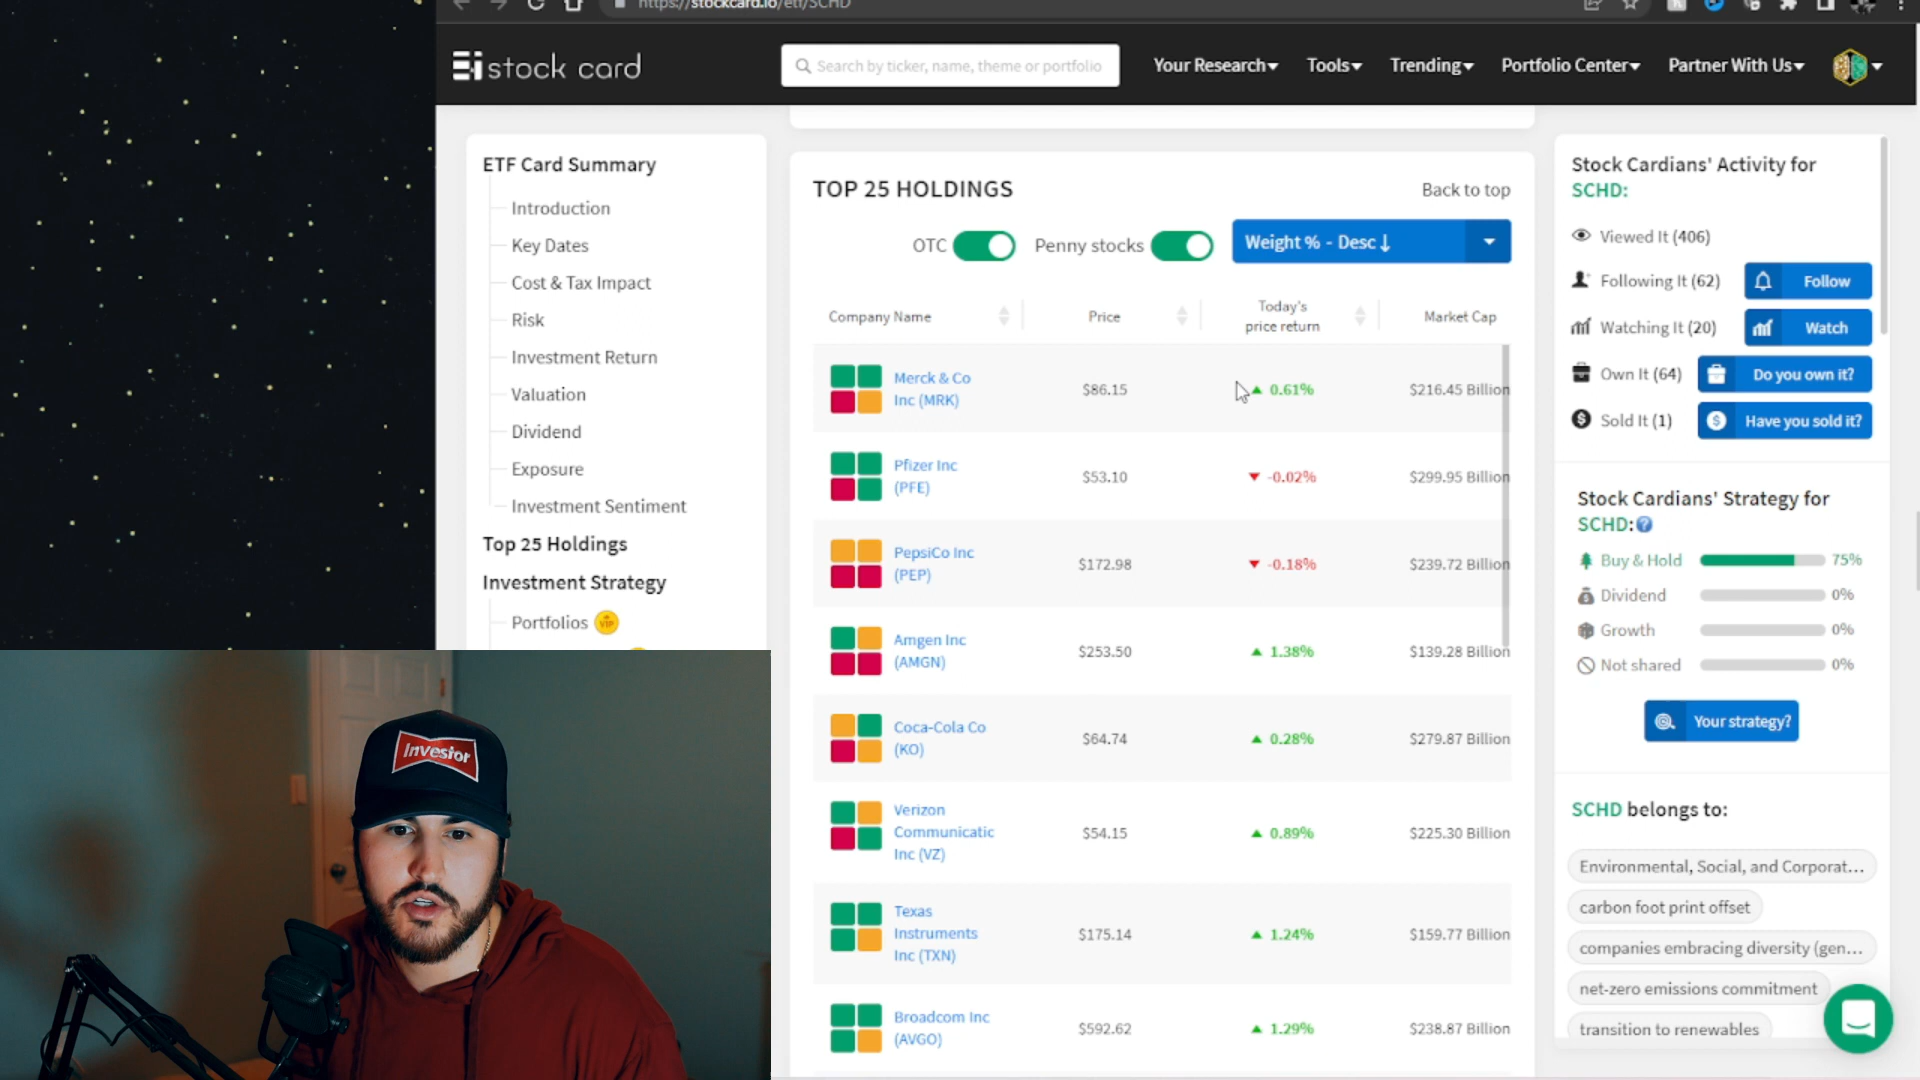 https://stockcard.io/etf/SCHD
stock card
Search by ticker, name, theme or portfolio
Your Research
Tools
Trending
Portfolio Center
Partner With Us
ETF Card Summary
Introduction
Key Dates
Cost & Tax Impact
Risk
Investment Return
Valuation
Dividend
Exposure
Investment Sentiment
Top 25 Holdings
Investment Strategy
Portfolios VIP
TOP 25 HOLDINGS
Back to top
OTC
Penny stocks
Weight % - Desc ↓
Company Name
Price
Today's
price return
Market Cap
Merck & Co
Inc (MRK)
$86.15
0.61%
$216.45 Billion
Pfizer Inc
(PFE)
$53.10
-0.02%
$299.95 Billion
PepsiCo Inc
(PEP)
$172.98
-0.18%
$239.72 Billion
Amgen Inc
(AMGN)
$253.50
1.38%
$139.28 Billion
Coca-Cola Co
(KO)
$64.74
0.28%
$279.87 Billion
Verizon
Communicatic
Inc (VZ)
$54.15
0.89%
$225.30 Billion
Texas
Instruments
Inc (TXN)
$175.14
1.24%
$159.77 Billion
Broadcom Inc
(AVGO)
$592.62
1.29%
$238.87 Billion
Stock Cardians' Activity for
SCHD:
Viewed It (406)
Following It (62)
Follow
Watching It (20)
Watch
Own It (64)
Do you own it?
Sold It (1)
Have you sold it?
Stock Cardians' Strategy for
SCHD:?
Buy & Hold
75%
Dividend
0%
Growth
0%
Not shared
0%
Your strategy?
SCHD belongs to:
Environmental, Social, and Corporat...
carbon foot print offset
companies embracing diversity (gen...
net-zero emissions commitment
transition to renewables
Investor